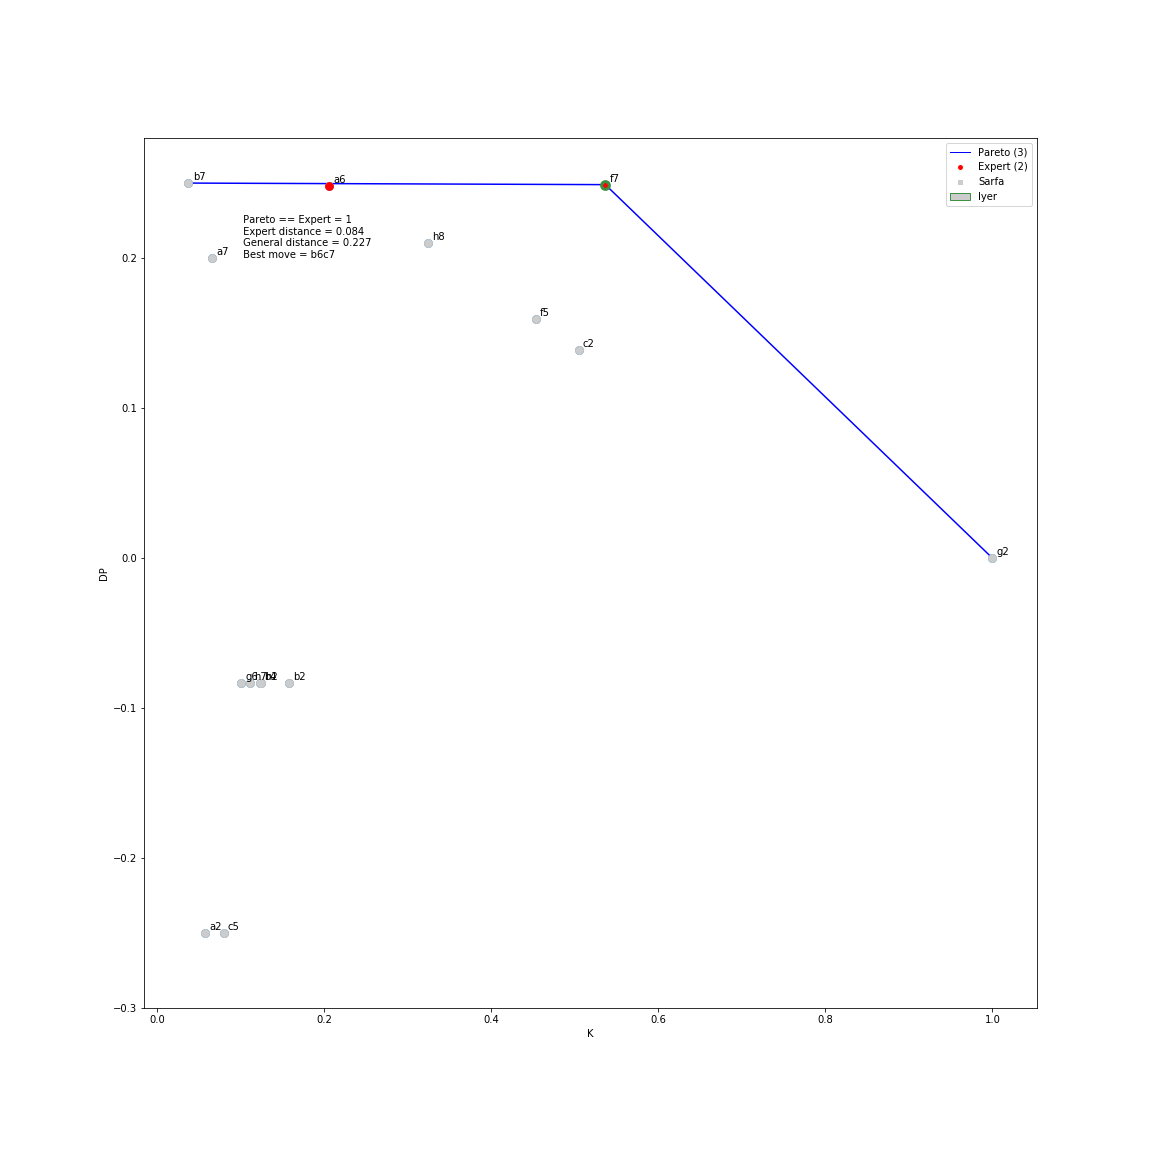 Pareto (3)
Expert (2)
Sarfa
Iyer
b7
a6
f7
Pareto == Expert = 1
Expert distance = 0.084
General distance = 0.227
Best move = b6c7
h8
a7
f5
c2
g2
b2
a2
c5
0.2
0.1
0.0
−0.1
−0.2
−0.3
DP
0.0
0.2
0.4
0.6
0.8
1.0
K